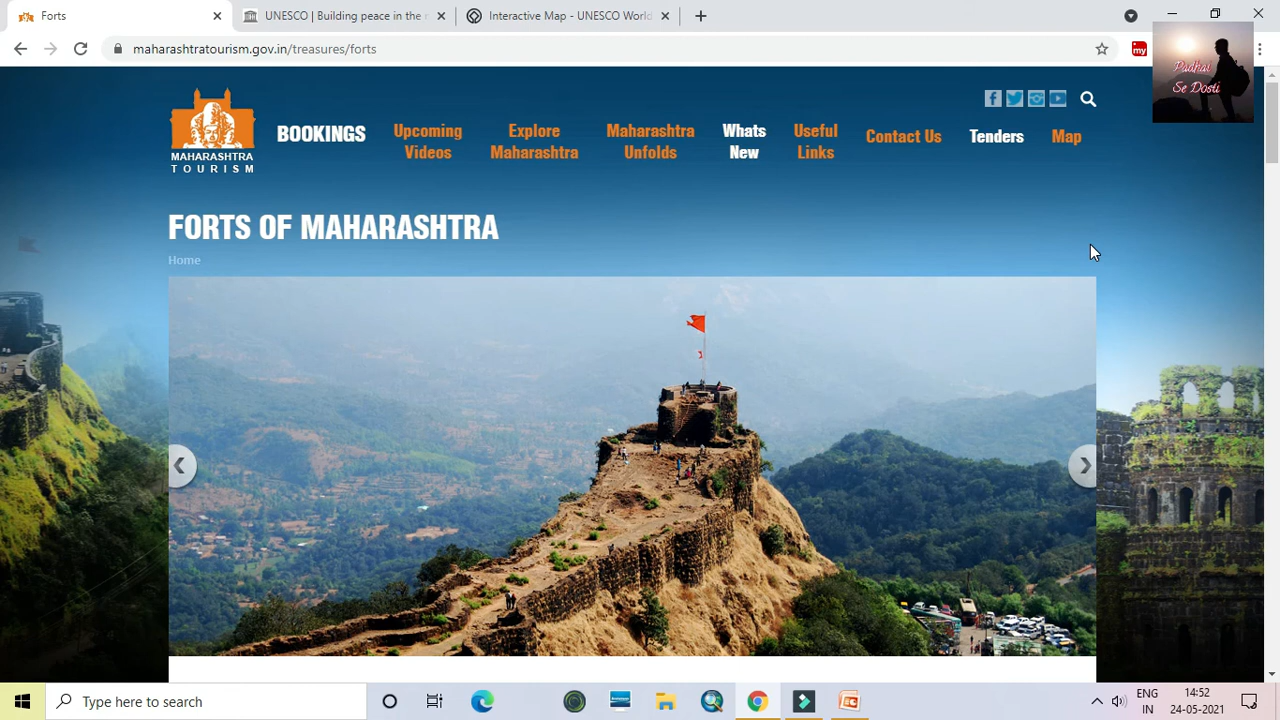 Forts
UNESCO | Building peace in the
Interactive Map - UNESCO World
maharashtratourism.gov.in/treasures/forts
my
Padhai
Se Dosti
MAHARASHTRA
TOURISM
BOOKINGS
Upcoming
Videos
Explore
Maharashtra
Maharashtra
Unfolds
Whats
New
Useful
Links
Contact Us
Tenders
Map
FORTS OF MAHARASHTRA
Home
Type here to search
ENG
IN
14:52
24-05-2021